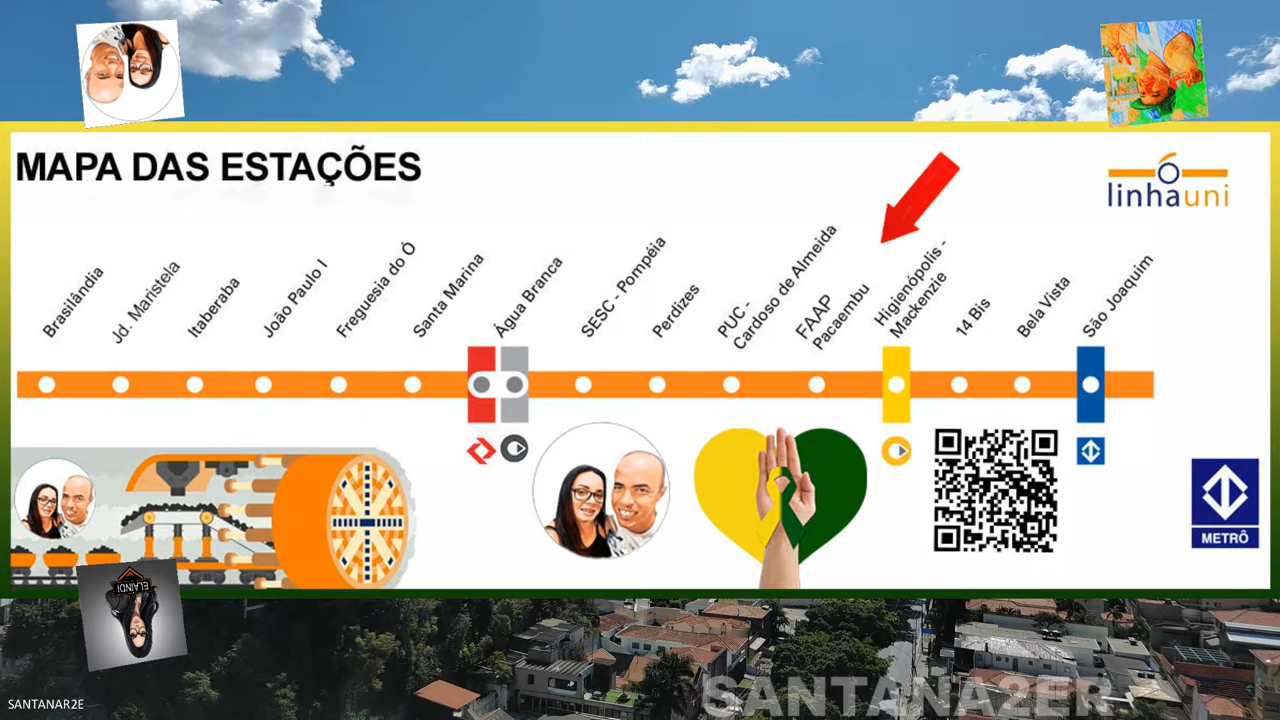 MAPA DAS ESTAÇÕES
linhauni
Brasilândia
Jd. Maristela
Itaberaba
João Paulo I
Freguesia do Ó
Santa Marina
Água Branca
SESC - Pompéia
Perdizes
PUC -
Cardoso de Almeida
FAAP
Pacaembu
Higienópolis -
Mackenzie
14 Bis
Bela Vista
São Joaquim
METRÔ
ELAINDI
SANTANAR2E
SANTANA2ER